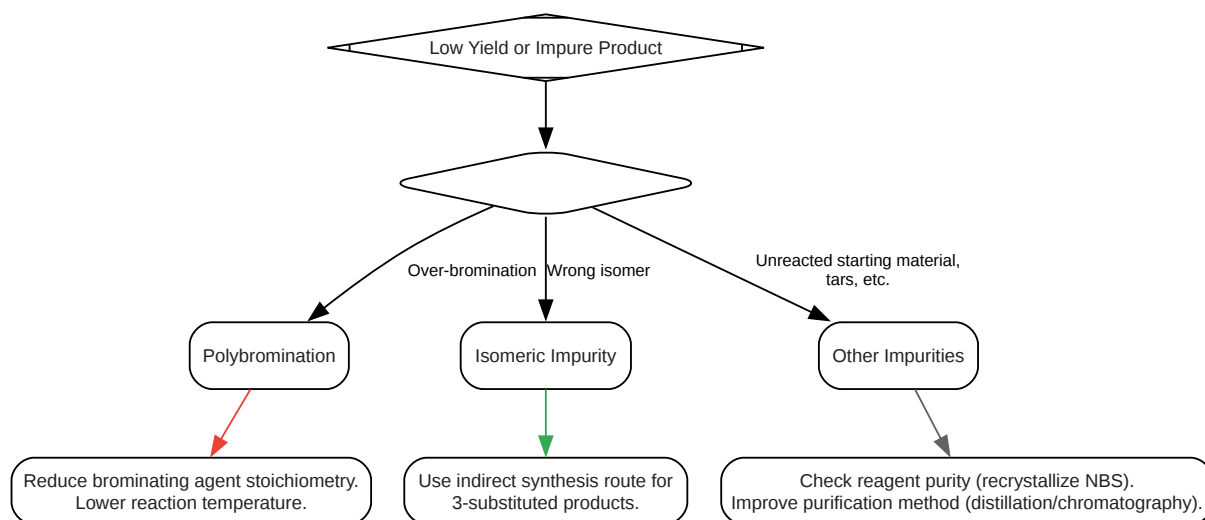 Low Yield or Impure Product
Over-bromination
Wrong isomer
Unreacted starting material,
tars, etc.
Polybromination
Isomeric Impurity
Other Impurities
Reduce brominating agent stoichiometry.
Lower reaction temperature.
Use indirect synthesis route for
3-substituted products.
Check reagent purity (recrystallize NBS).
Improve purification method (distillation/chromatography).